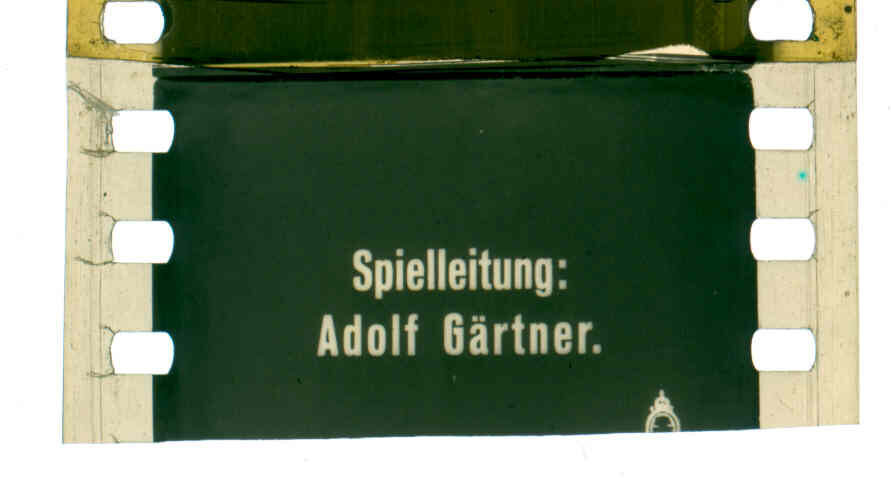 Spielleitung:
Adolf Gärtner.